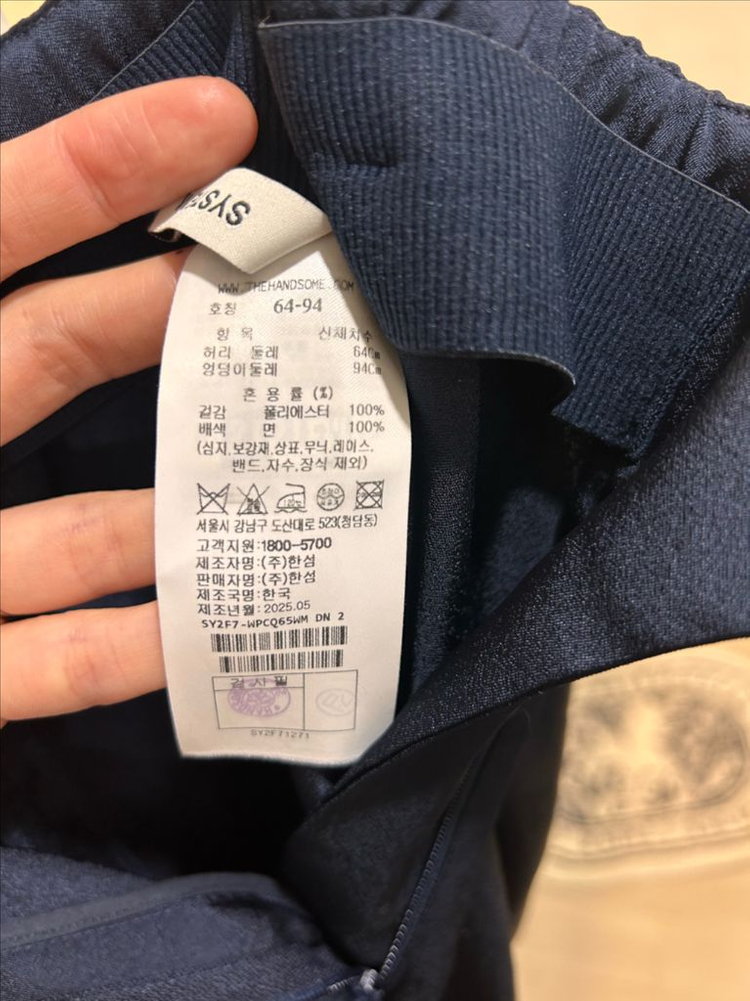 WWW.THEHANDSOME.COM
호칭 64-94
항 목 신체치수
허리 둘레 64Cm
엉덩이둘레 94Cm
혼 용 률 (%)
겉감 폴리에스터 100%
배색 면 100%
(심지,보강재,상표,무늬,레이스,
밴드,자수,장식 제외)
서울시 강남구 도산대로 523(청담동)
고객지원:1800-5700
제조자명:(주)한섬
판매자명:(주)한섬
제조국명:한국
제조년월:2025.05
SY2F7-WPCQ65WM DN 2
검사필
SY2F71271